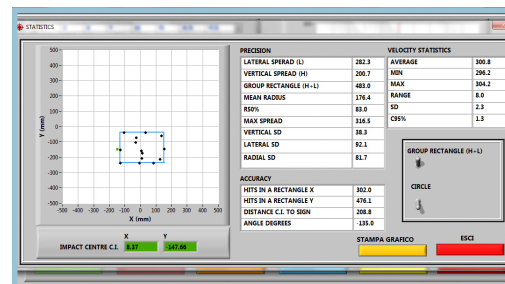 STATISTICS
PRECISION
LATERAL SPERAD (L) 282.3
VERTICAL SPREAD (H) 200.7
GROUP RECTANGLE (H+L) 483.0
MEAN RADIUS 176.4
R50% 83.0
MAX SPREAD 316.5
VERTICAL SD 38.3
LATERAL SD 92.1
RADIAL SD 81.7
ACCURACY
HITS IN A RECTANGLE X 302.0
HITS IN A RECTANGLE Y 476.1
DISTANCE C.I. TO SIGN 208.8
ANGLE DEGREES -135.0
VELOCITY STATISTICS
AVERAGE 300.8
MIN 296.2
MAX 304.2
RANGE 8.0
SD 2.3
C95% 1.3
GROUP RECTANGLE (H+L)
CIRCLE
STAMPA GRAFICO
ESCI
Y (mm)
500
400
300
200
100
0
-100
-200
-300
-400
-500
-500 -400 -300 -200 -100 0 100 200 300 400 500
X (mm)
X Y
IMPACT CENTRE C.I. 8.37 -147.66